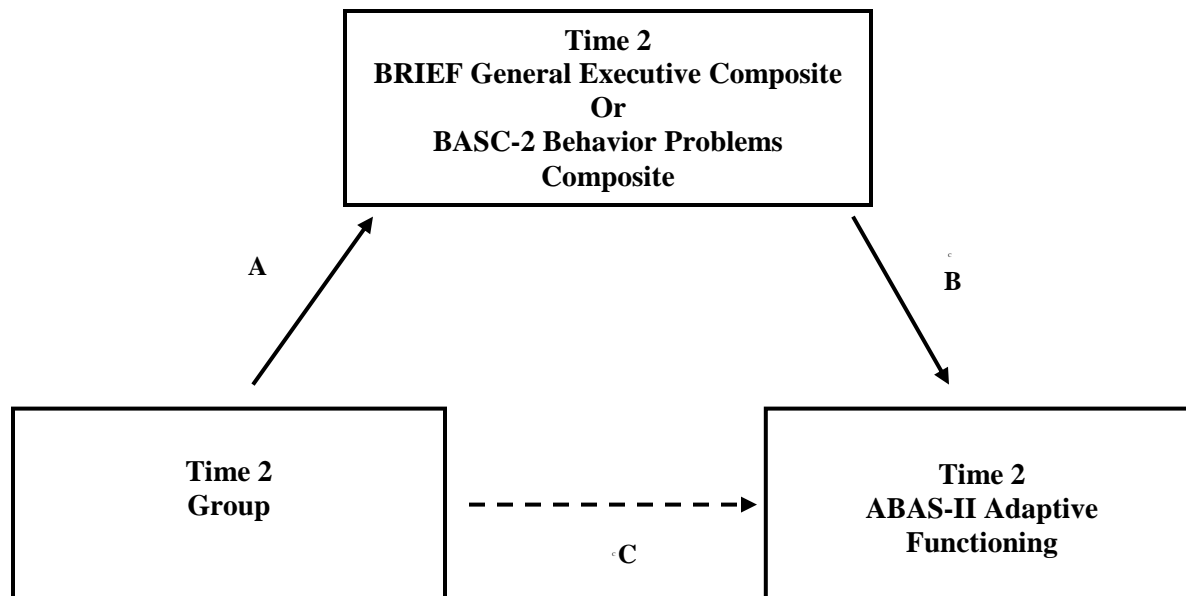 Time 2
BRIEF General Executive Composite
Or
BASC-2 Behavior Problems
Composite
A
c
B
Time 2
Group
Time 2
ABAS-II Adaptive
Functioning
c C